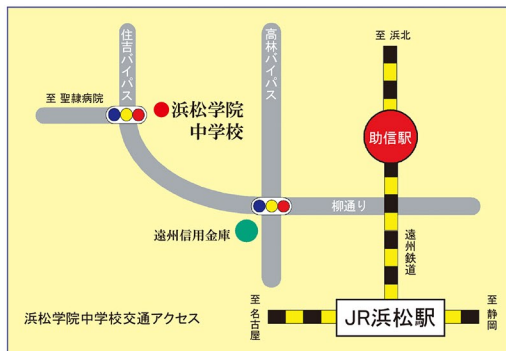 住吉バイパス
高林バイパス
至 浜北
至 聖隷病院
浜松学院
中学校
助信駅
柳通り
遠州信用金庫
遠州鉄道
至 名古屋
JR浜松駅
至 静岡
浜松学院中学校交通アクセス